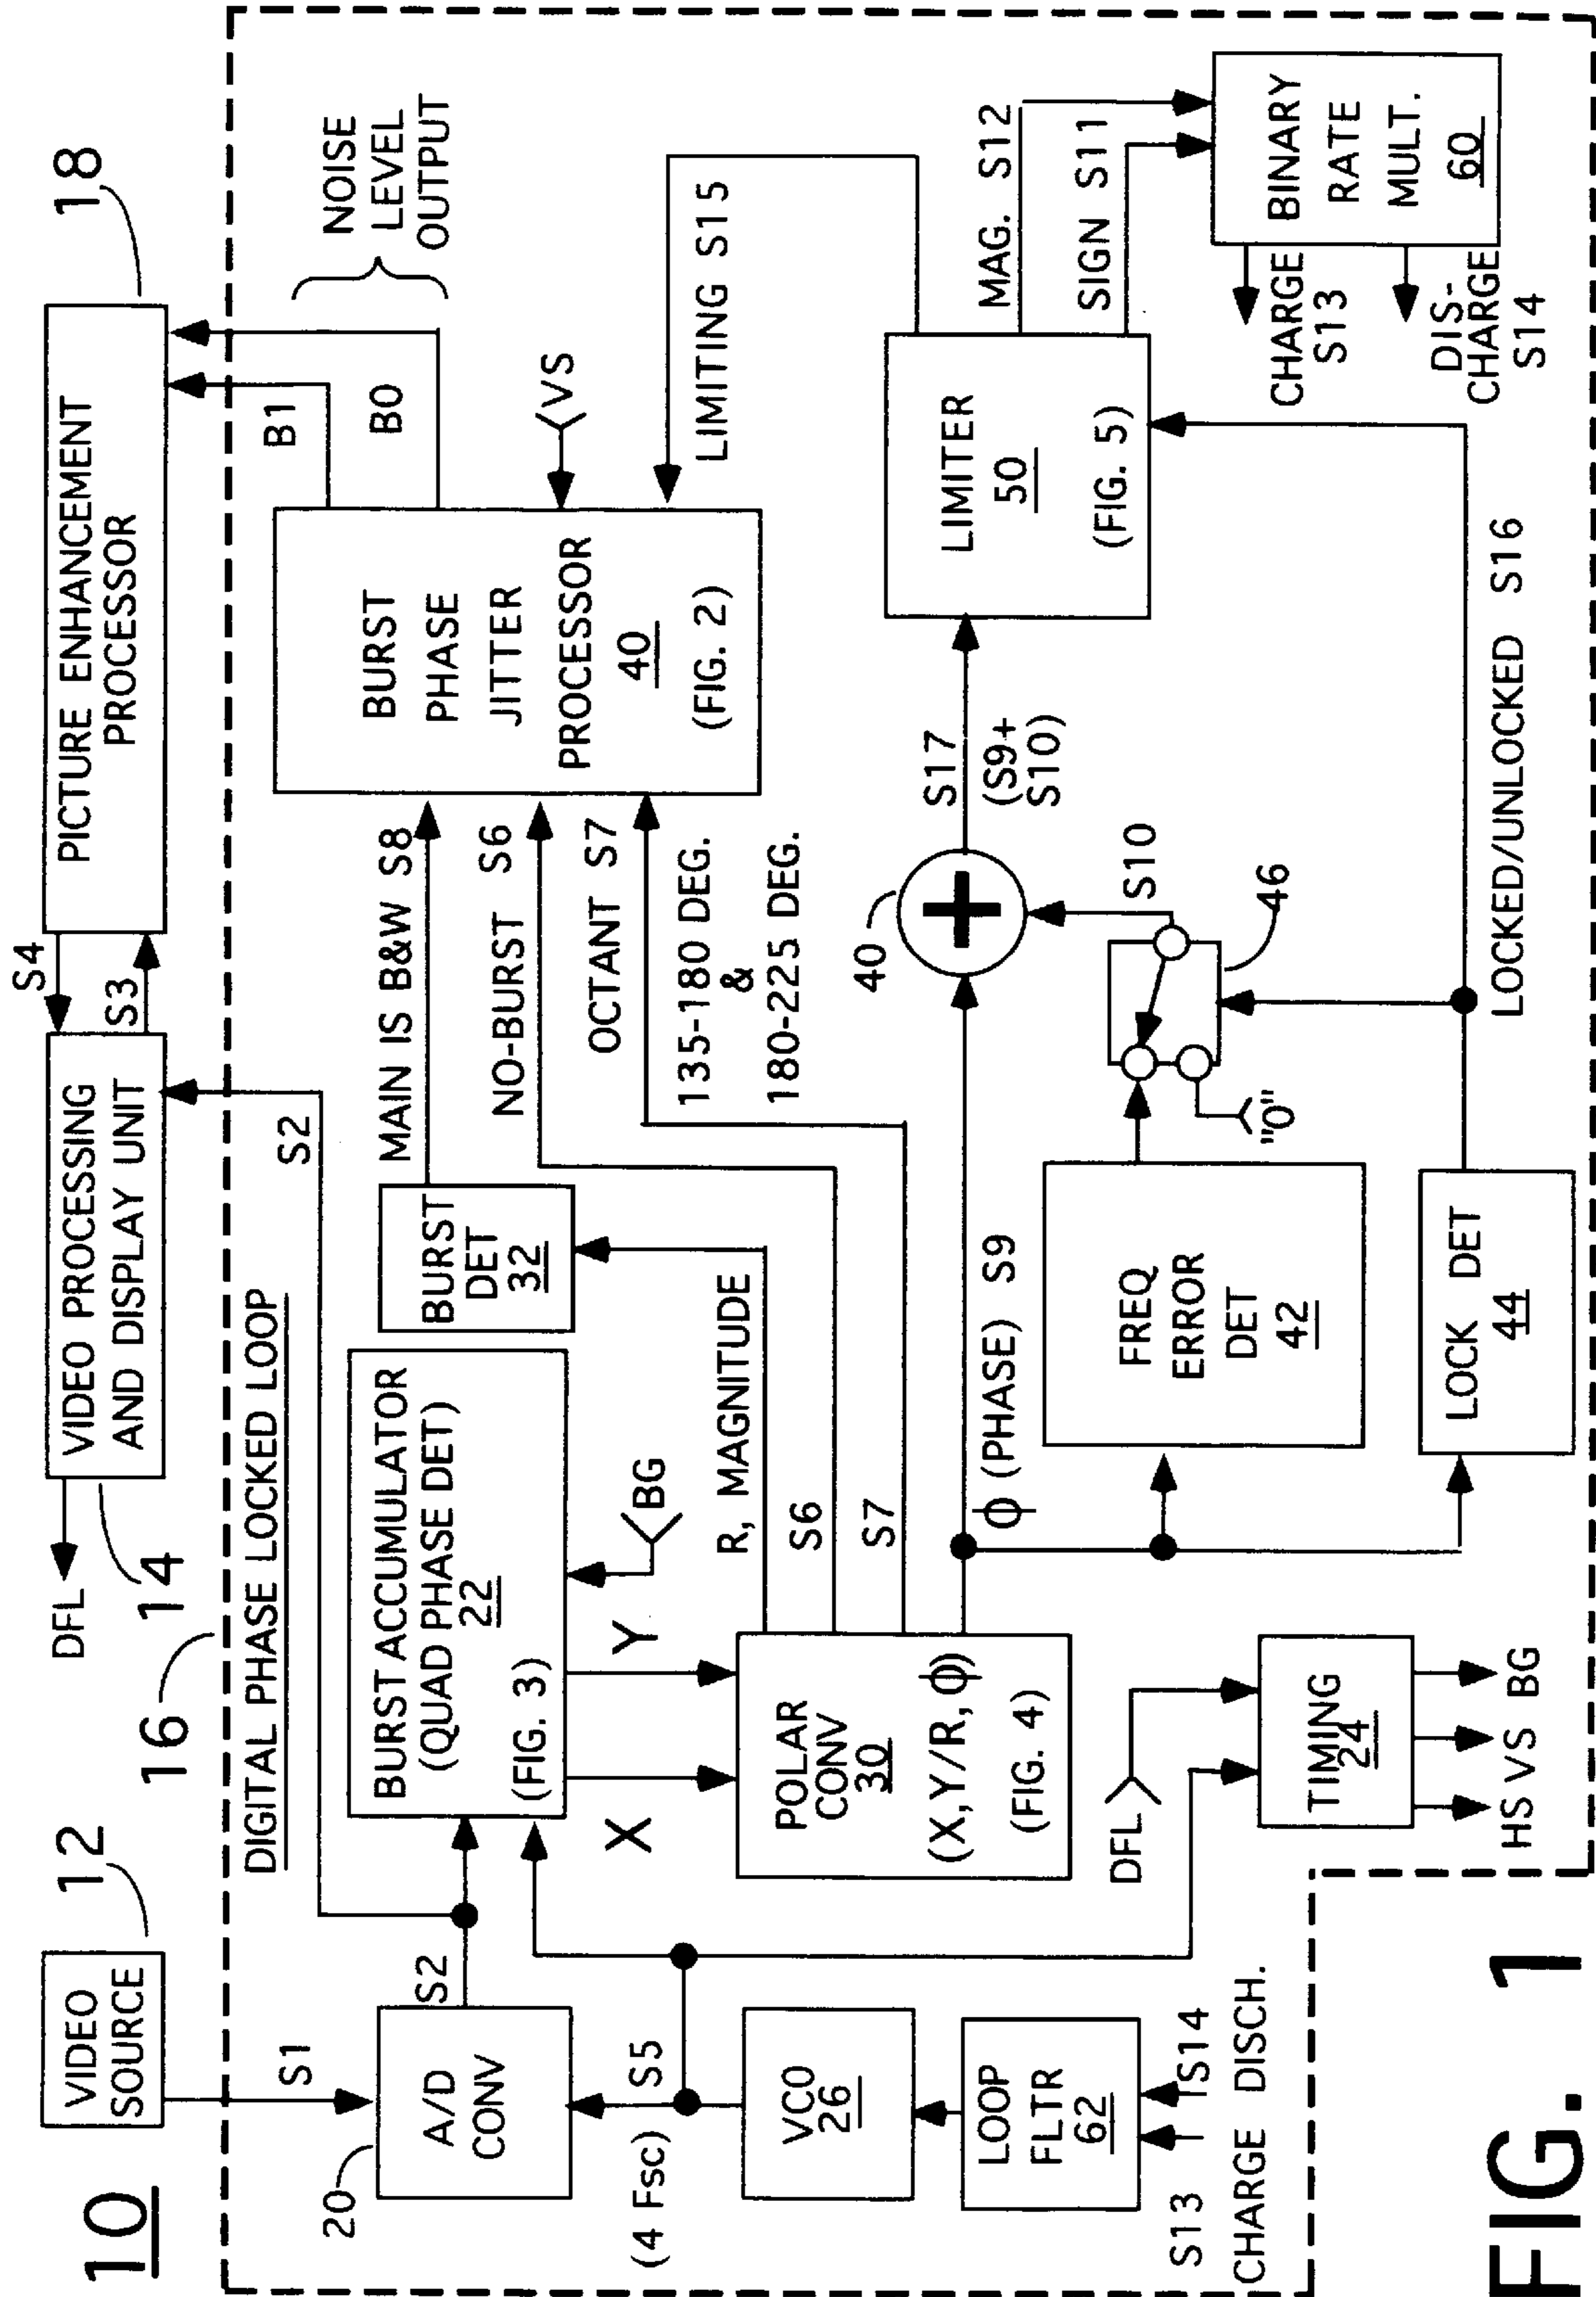 10
VIDEO
SOURCE
12
S1
DFL
14
VIDEO PROCESSING
AND DISPLAY UNIT
S4
S3
PICTURE ENHANCEMENT
PROCESSOR
18
16
DIGITAL PHASE LOCKED LOOP
S2
B1
B0
NOISE
LEVEL
OUTPUT
20
A/D
CONV
S2
BURST ACCUMULATOR
(QUAD PHASE DET)
22
(FIG. 3)
BG
X
Y
BURST
DET
32
MAIN IS B&W S8
NO-BURST S6
OCTANT S7
135-180 DEG.
&
180-225 DEG.
BURST
PHASE
JITTER
PROCESSOR
40
(FIG. 2)
VS
LIMITING S15
S5
(4 Fsc)
R, MAGNITUDE
S6
S7
VCO
26
POLAR
CONV
30
(X,Y/R,ϕ)
(FIG. 4)
ϕ (PHASE) S9
40
+
S17
(S9+
S10)
S10
46
"0"
LIMITER
50
(FIG. 5)
MAG. S12
SIGN S11
BINARY
RATE
MULT.
60
CHARGE
S13
DIS-
CHARGE
S14
LOOP
FLTR
62
S13
S14
CHARGE DISCH.
DFL
TIMING
24
HS VS BG
FREQ
ERROR
DET
42
LOCK DET
44
LOCKED/UNLOCKED S16
FIG. 1